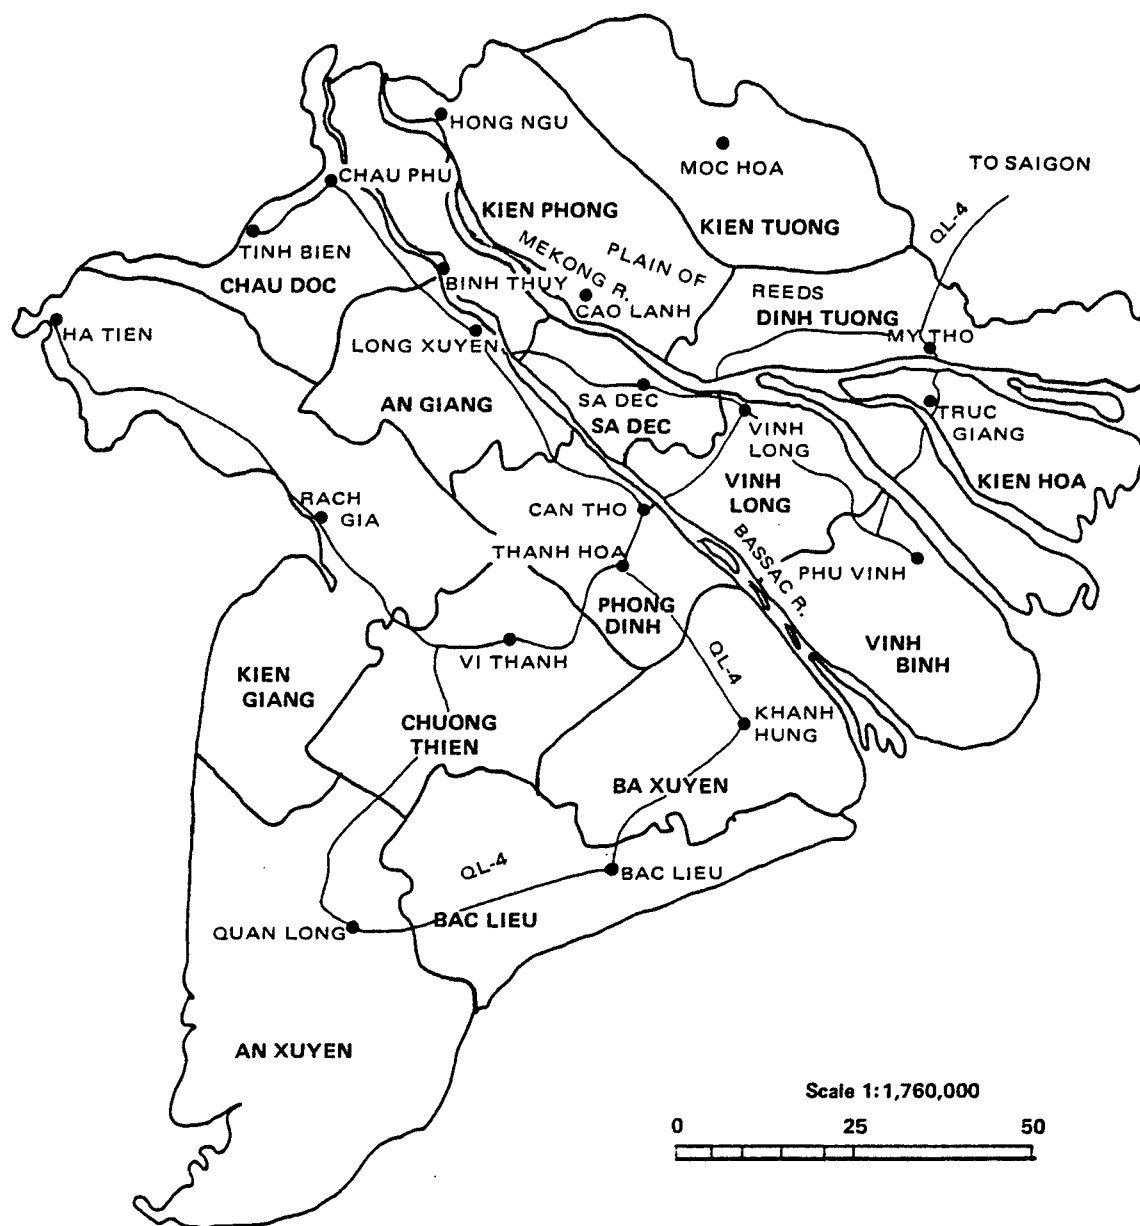 HONG NGU
MOC HOA
TO SAIGON
CHAU PHU
KIEN PHONG
KIEN TUONG
QL-4
TINH BIEN
MEKONG R.
PLAIN OF
CHAU DOC
BINH THUY
REEDS
CAO LANH
DINH TUONG
HA TIEN
LONG XUYEN
MY THO
AN GIANG
SA DEC
SA DEC
VINH
LONG
TRUC
GIANG
VINH
LONG
KIEN HOA
RACH
GIA
CAN THO
THANH HOA
BASSAC R.
PHU VINH
PHONG
DINH
VI THANH
VINH
BINH
QL-4
KIEN
GIANG
CHUONG
THIEN
KHANH
HUNG
BA XUYEN
QL-4
BAC LIEU
BAC LIEU
QUAN LONG
AN XUYEN
Scale 1:1,760,000
0 25 50